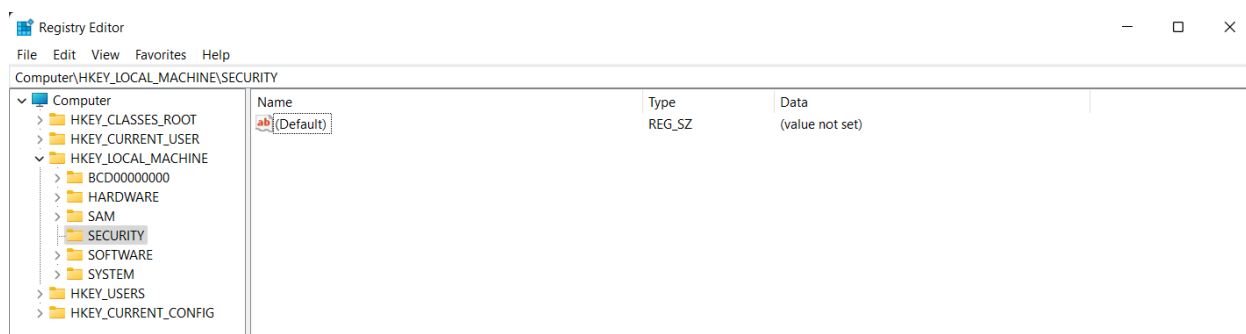 Registry Editor
File Edit View Favorites Help
Computer\HKEY_LOCAL_MACHINE\SECURITY
Computer
HKEY_CLASSES_ROOT
HKEY_CURRENT_USER
HKEY_LOCAL_MACHINE
BCD00000000
HARDWARE
SAM
SECURITY
SOFTWARE
SYSTEM
HKEY_USERS
HKEY_CURRENT_CONFIG
Name Type Data
ab (Default) REG_SZ (value not set)